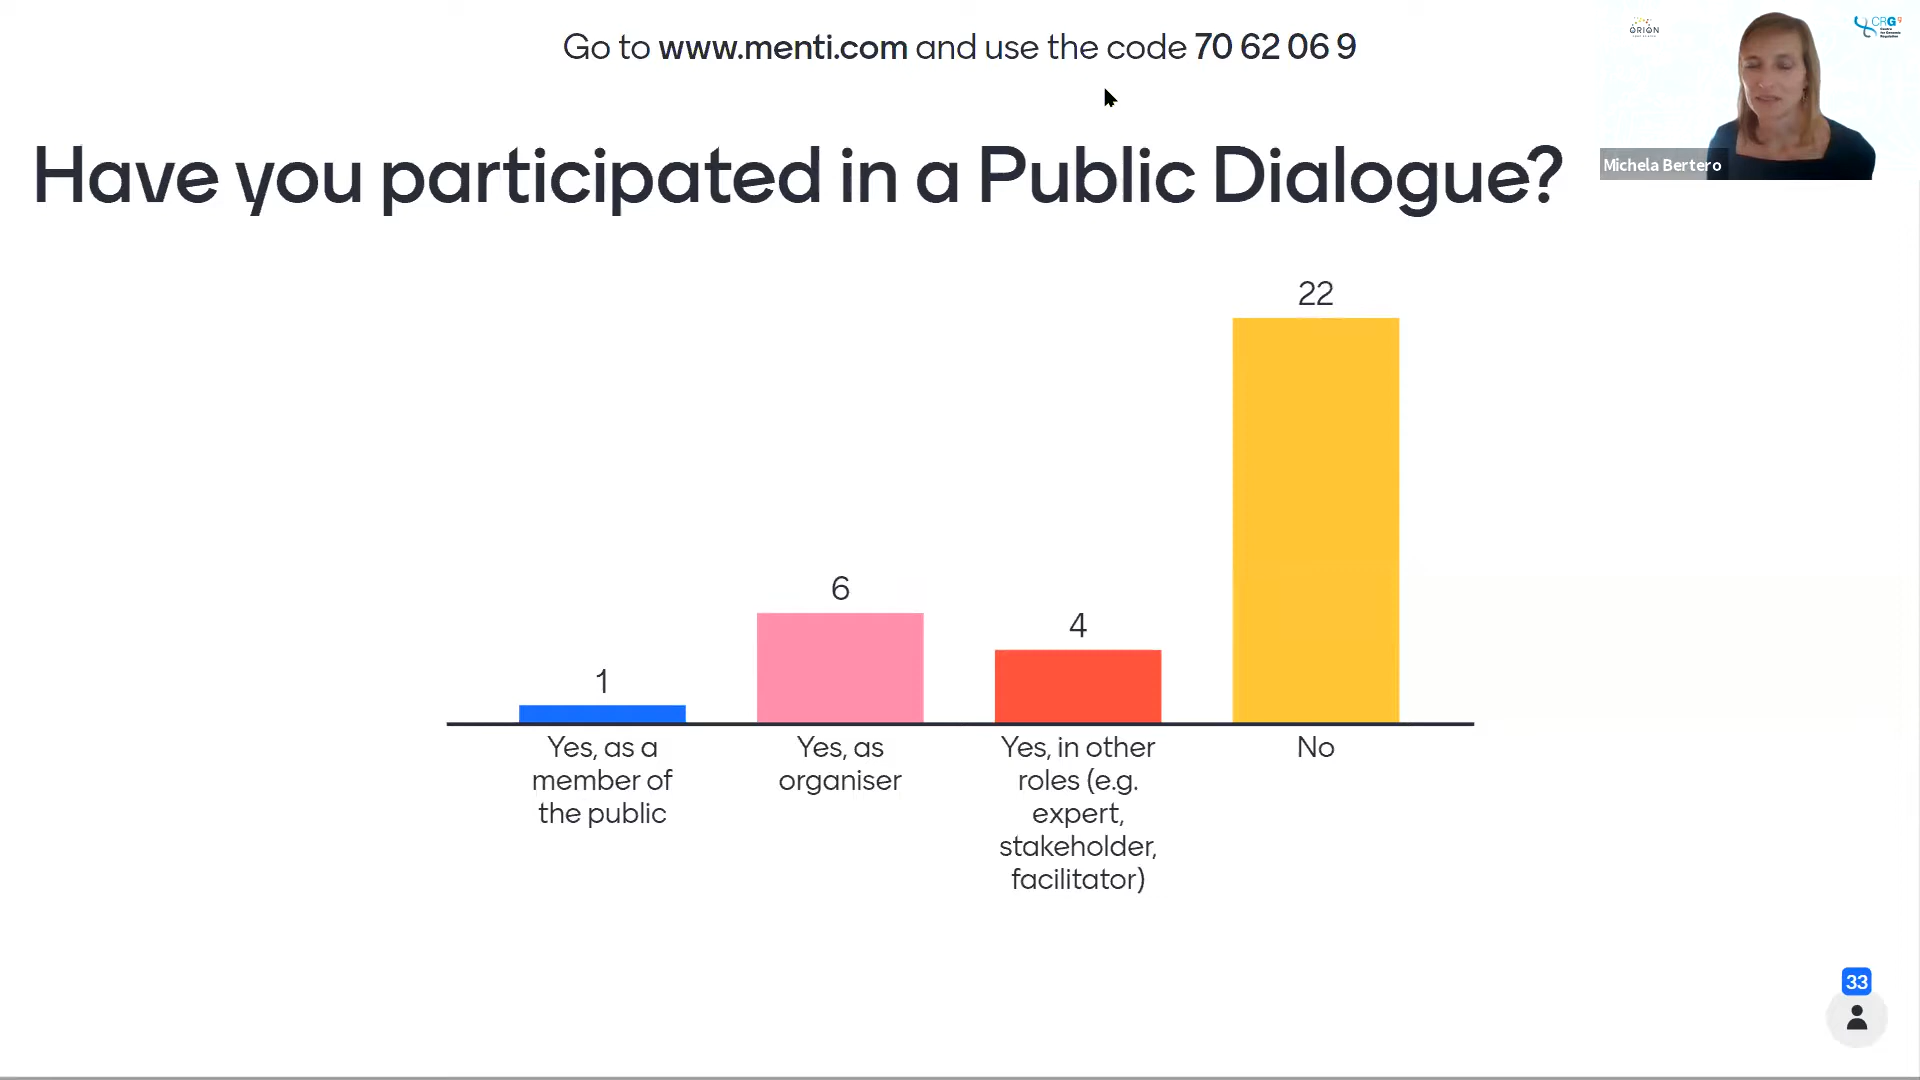 Go to www.menti.com and use the code 70 62 06 9
ORION
CRG
Michela Bertero
Have you participated in a Public Dialogue?
22
6
4
1
Yes, as a
member of
the public
Yes, as
organiser
Yes, in other
roles (e.g.
expert,
stakeholder,
facilitator)
No
33